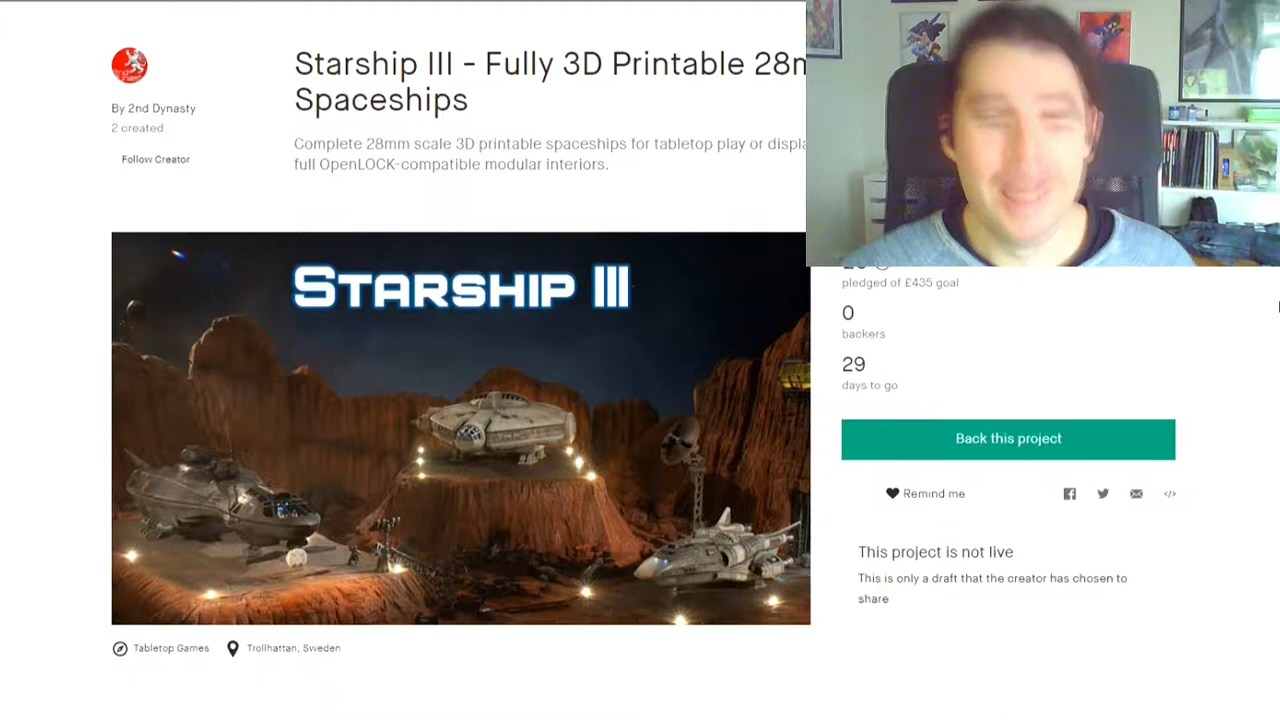 Starship III - Fully 3D Printable 28m
Spaceships
By 2nd Dynasty
2 created
Follow Creator
Complete 28mm scale 3D printable spaceships for tabletop play or displa
full OpenLOCK-compatible modular interiors.
STARSHIP III
pledged of £435 goal
0
backers
29
days to go
Back this project
Remind me
This project is not live
This is only a draft that the creator has chosen to
share
Tabletop Games
Trollhattan, Sweden